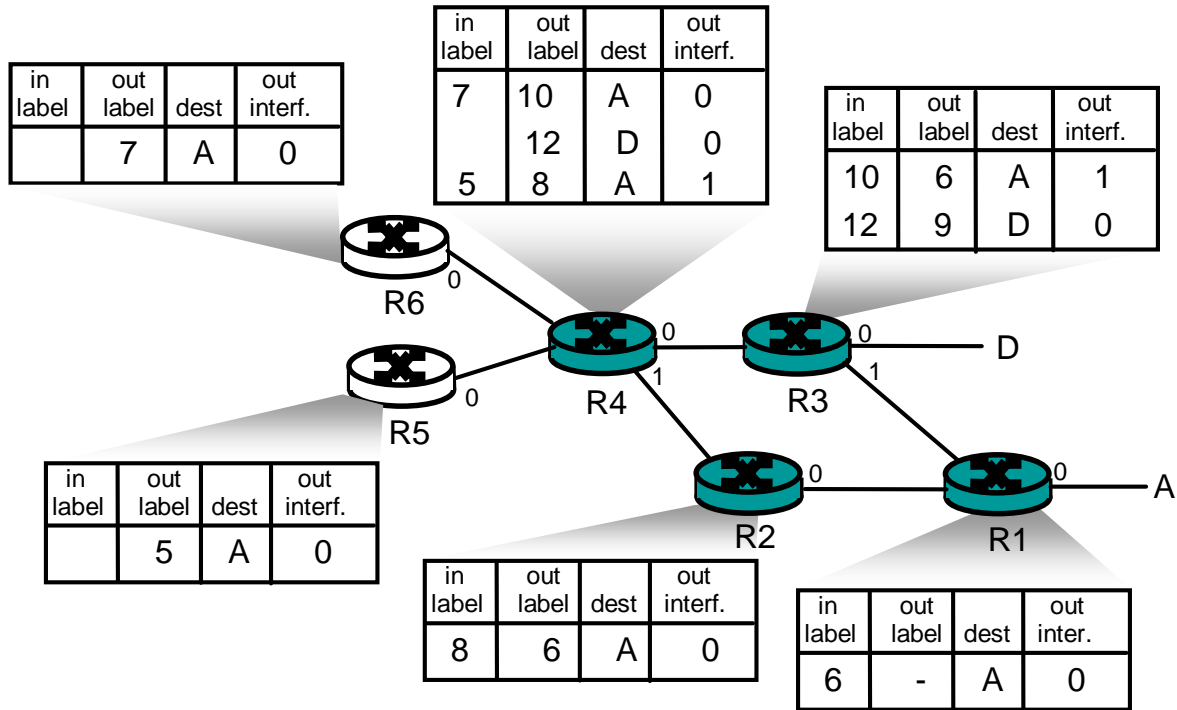 in out dest out
label label interf.
7 10 A 0
12 D 0
5 8 A 1
in out dest out
label label interf.
7 A 0
in out dest out
label label interf.
10 6 A 1
12 9 D 0
0
R6
0
1
R4
0
1
R3
D
0
R5
in out dest out
label label interf.
5 A 0
0
R2
0
R1
A
in out dest out
label label interf.
8 6 A 0
in out dest out
label label inter.
6 - A 0